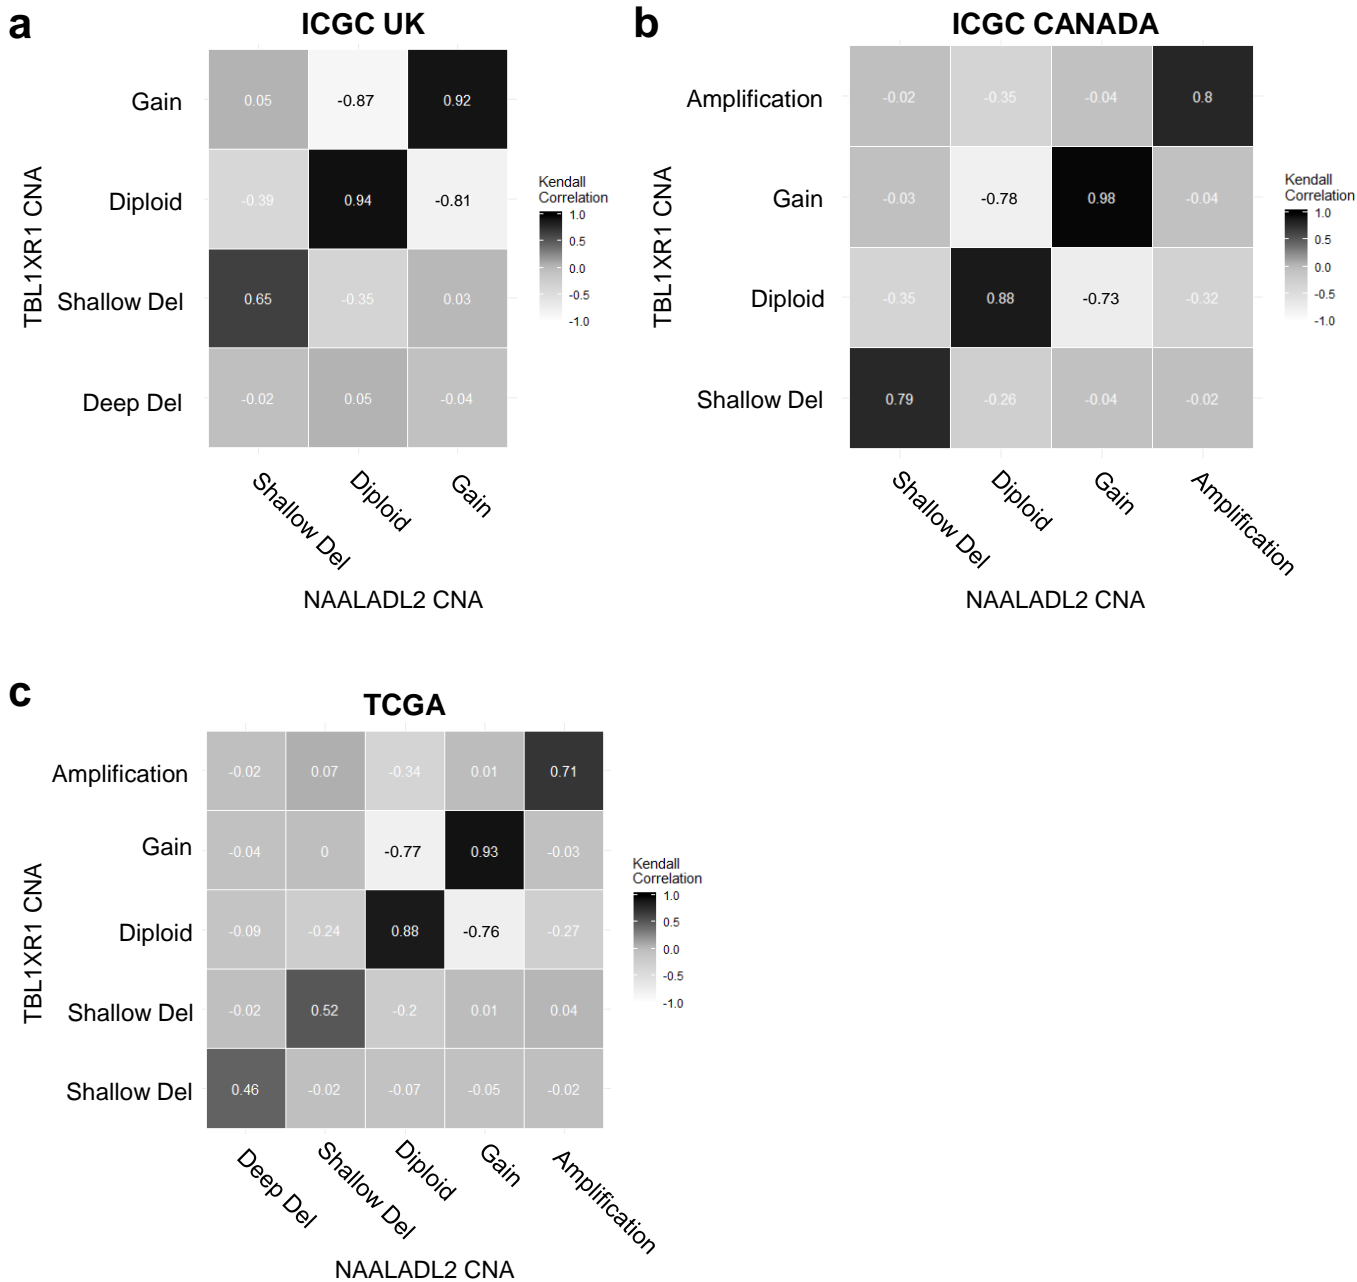 a
ICGC UK
Gain
0.05 -0.87 0.92
Diploid
-0.39 0.94 -0.81
Shallow Del
0.65 -0.35 0.03
Deep Del
-0.02 0.05 -0.04
TBL1XR1 CNA
Shallow Del
Diploid
Gain
NAALADL2 CNA
Kendall
Correlation
1.0
0.5
0.0
-0.5
-1.0
b
ICGC CANADA
Amplification
-0.02 -0.35 -0.04 0.8
Gain
-0.03 -0.78 0.98 -0.04
Diploid
-0.35 0.88 -0.73 -0.32
Shallow Del
0.79 -0.26 -0.04 -0.02
TBL1XR1 CNA
Shallow Del
Diploid
Gain
Amplification
NAALADL2 CNA
Kendall
Correlation
1.0
0.5
0.0
-0.5
-1.0
c
TCGA
Amplification
-0.02 0.07 -0.34 0.01 0.71
Gain
-0.04 0 -0.77 0.93 -0.03
Diploid
-0.09 -0.24 0.88 -0.76 -0.27
Shallow Del
-0.02 0.52 -0.2 0.01 0.04
Shallow Del
0.46 -0.02 -0.07 -0.05 -0.02
TBL1XR1 CNA
Deep Del
Shallow Del
Diploid
Gain
Amplification
NAALADL2 CNA
Kendall
Correlation
1.0
0.5
0.0
-0.5
-1.0